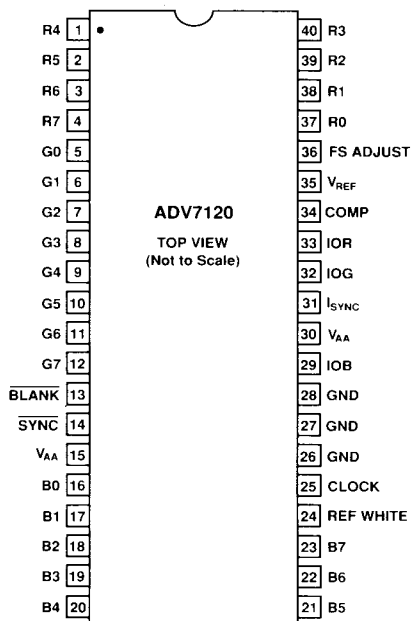 R4 1 40 R3
R5 2 39 R2
R6 3 38 R1
R7 4 37 R0
G0 5 36 FS ADJUST
G1 6 35 VREF
G2 7 ADV7120 34 COMP
G3 8 TOP VIEW 33 IOR
G4 9 (Not to Scale) 32 IOG
G5 10 31 ISYNC
G6 11 30 VAA
G7 12 29 IOB
BLANK 13 28 GND
SYNC 14 27 GND
VAA 15 26 GND
B0 16 25 CLOCK
B1 17 24 REF WHITE
B2 18 23 B7
B3 19 22 B6
B4 20 21 B5